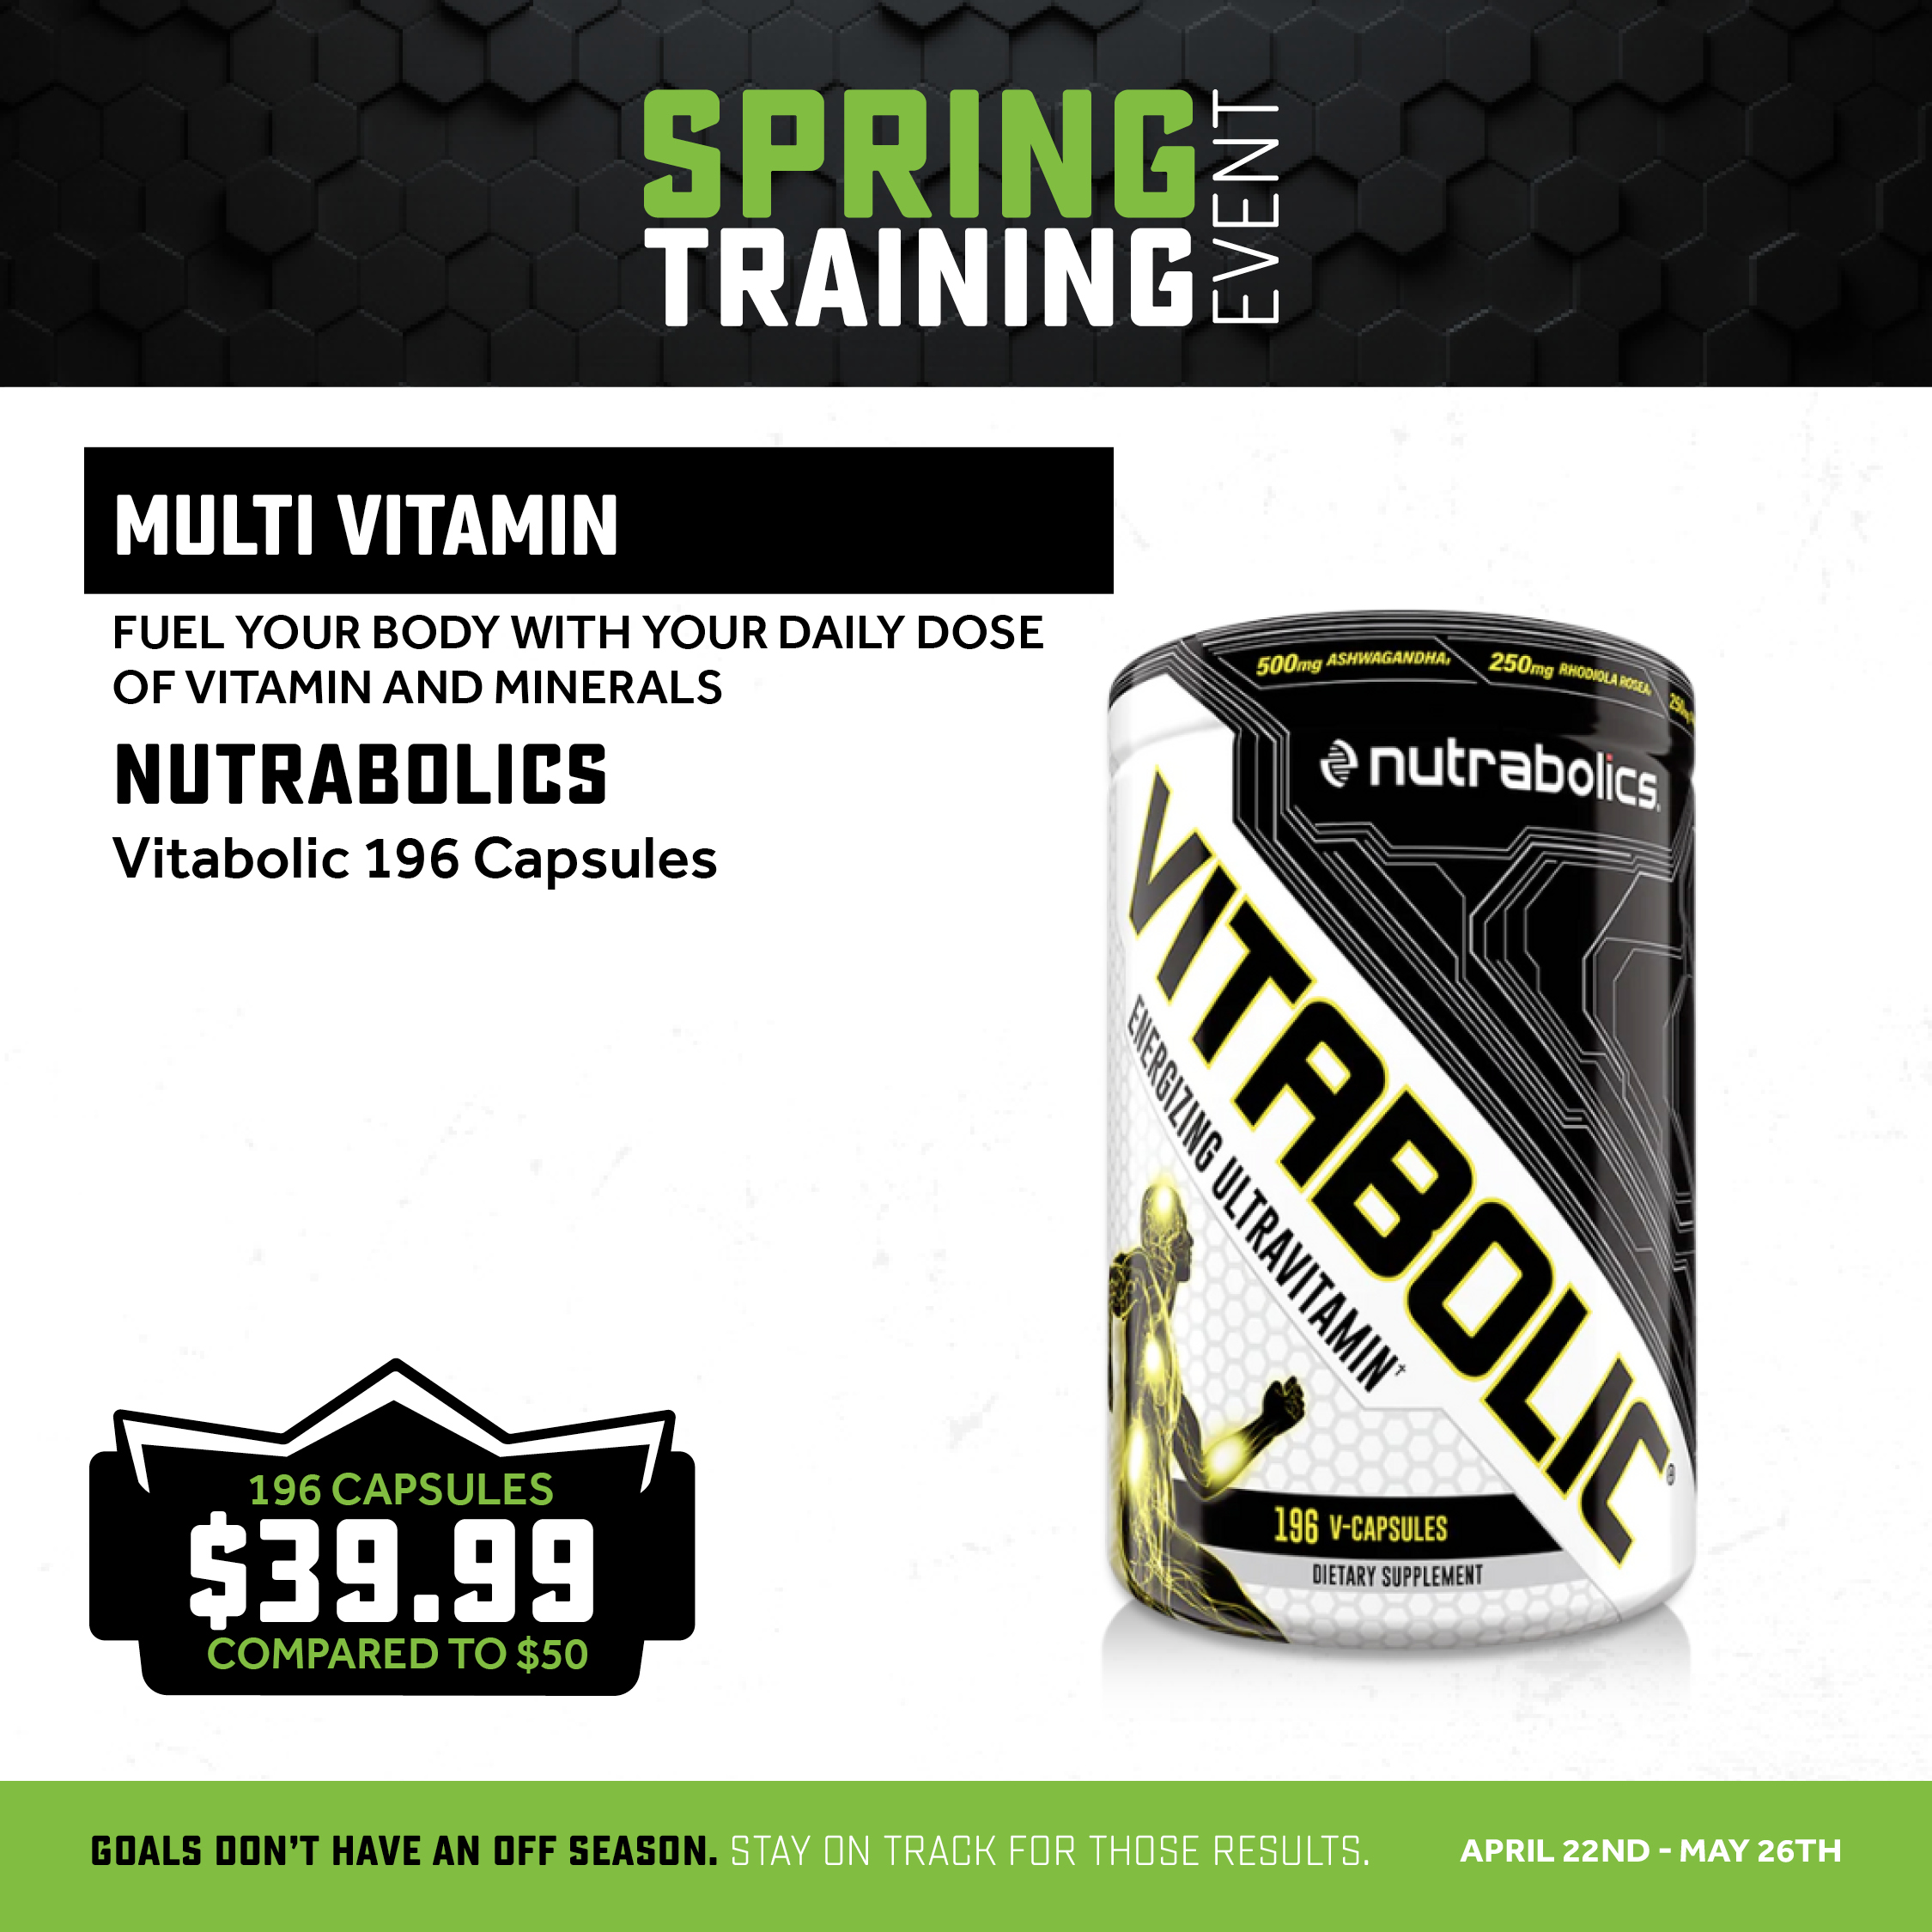 SPRING
TRAINING
EVENT
MULTI VITAMIN
FUEL YOUR BODY WITH YOUR DAILY DOSE
OF VITAMIN AND MINERALS
NUTRABOLICS
Vitabolic 196 Capsules
500mg ASHWAGANDHA, 250mg RHODIOLA ROSEA,
nutrabolics
VITABOLIC®
ENERGIZING ULTRAVITAMIN†
196 V-CAPSULES
DIETARY SUPPLEMENT
196 CAPSULES
$39.99
COMPARED TO $50
GOALS DON'T HAVE AN OFF SEASON. STAY ON TRACK FOR THOSE RESULTS. APRIL 22ND - MAY 26TH